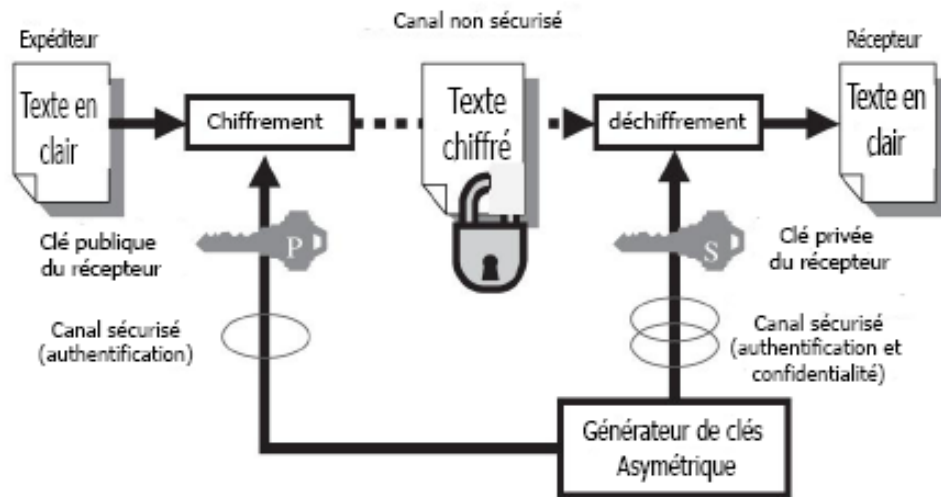 Canal non sécurisé
Expéditeur
Récepteur
Texte en
clair
Chiffrement
Texte
chiffré
déchiffrement
Texte en
clair
Clé publique
du récepteur
P
S
Clé privée
du récepteur
Canal sécurisé
(authentification)
Canal sécurisé
(authentification et
confidentialité)
Générateur de clés
Asymétrique